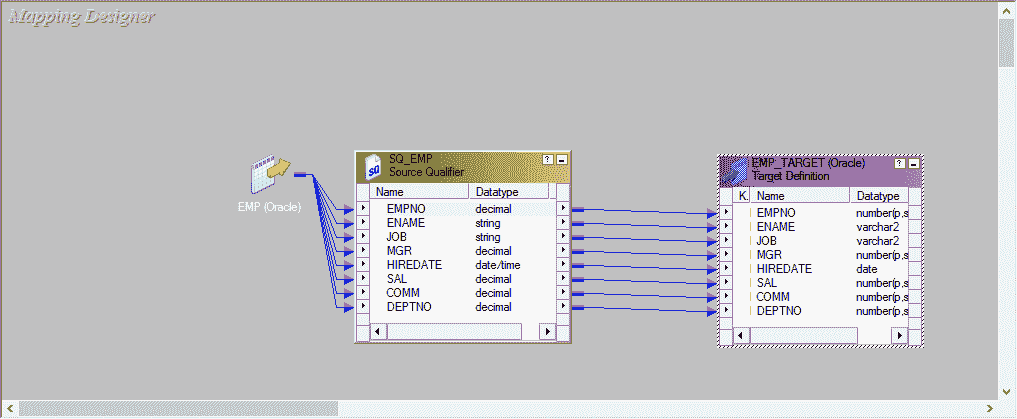 Mapping Designer
EMP (Oracle)
SQ_EMP
Source Qualifier
Name Datatype
EMPNO decimal
ENAME string
JOB string
MGR decimal
HIREDATE date/time
SAL decimal
COMM decimal
DEPTNO decimal
EMP_TARGET (Oracle)
Target Definition
K. Name Datatype
EMPNO number(p,s
ENAME varchar2
JOB varchar2
MGR number(p,s
HIREDATE date
SAL number(p,s
COMM number(p,s
DEPTNO number(p,s